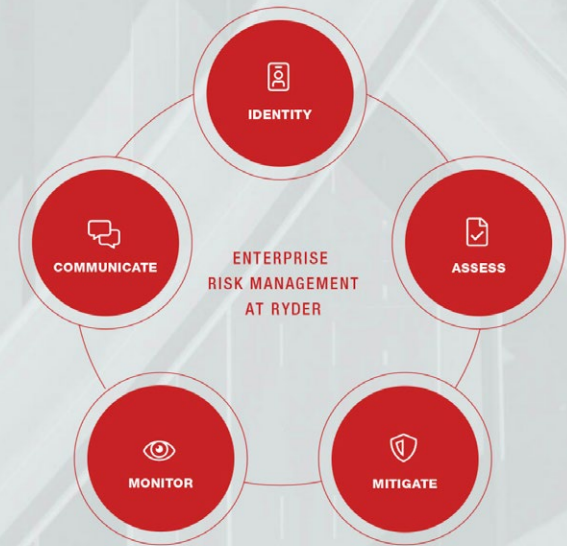 IDENTITY
ASSESS
MITIGATE
MONITOR
COMMUNICATE
ENTERPRISE
RISK MANAGEMENT
AT RYDER